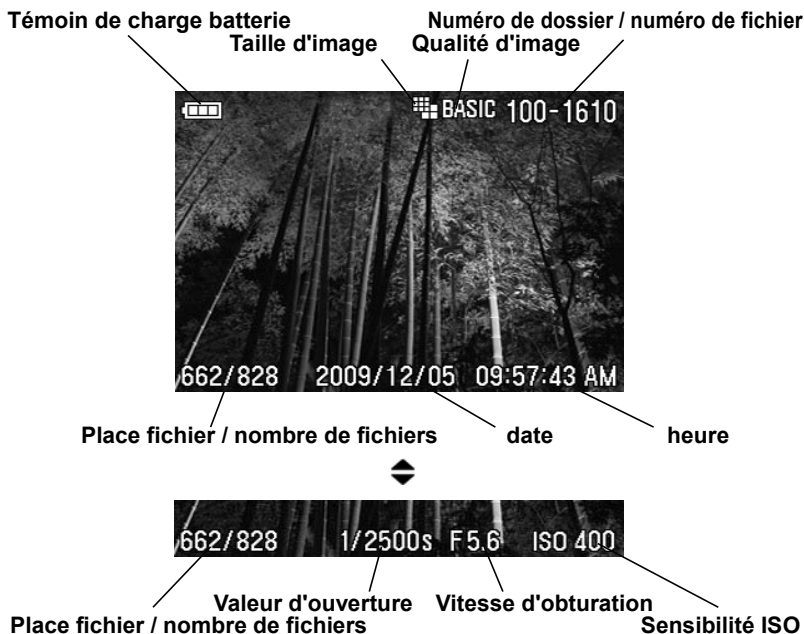 Témoin de charge batterie
Numéro de dossier / numéro de fichier
Taille d'image
Qualité d'image
BASIC 100-1610
662/828 2009/12/05 09:57:43 AM
Place fichier / nombre de fichiers
date
heure
662/828 1/2500s F5.6 ISO 400
Valeur d'ouverture
Vitesse d'obturation
Place fichier / nombre de fichiers
Sensibilité ISO